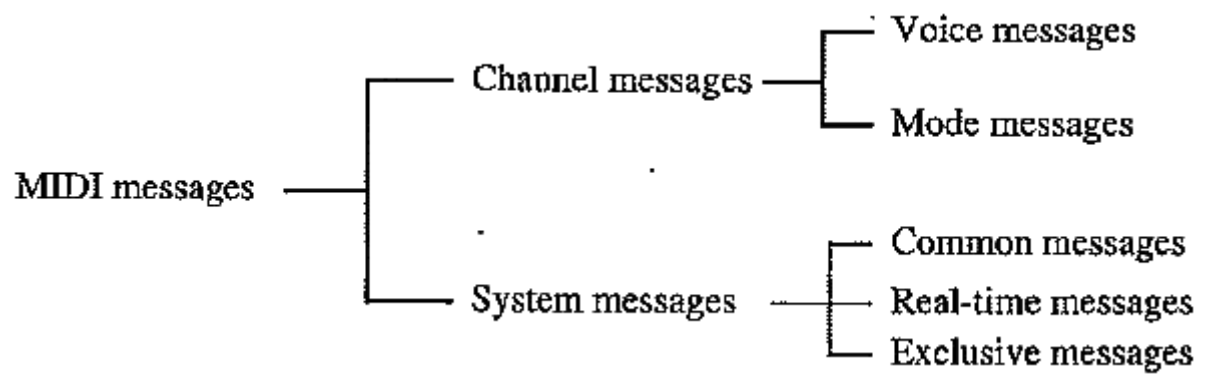 Voice messages
Channel messages
Mode messages
MIDI messages
Common messages
System messages
Real-time messages
Exclusive messages